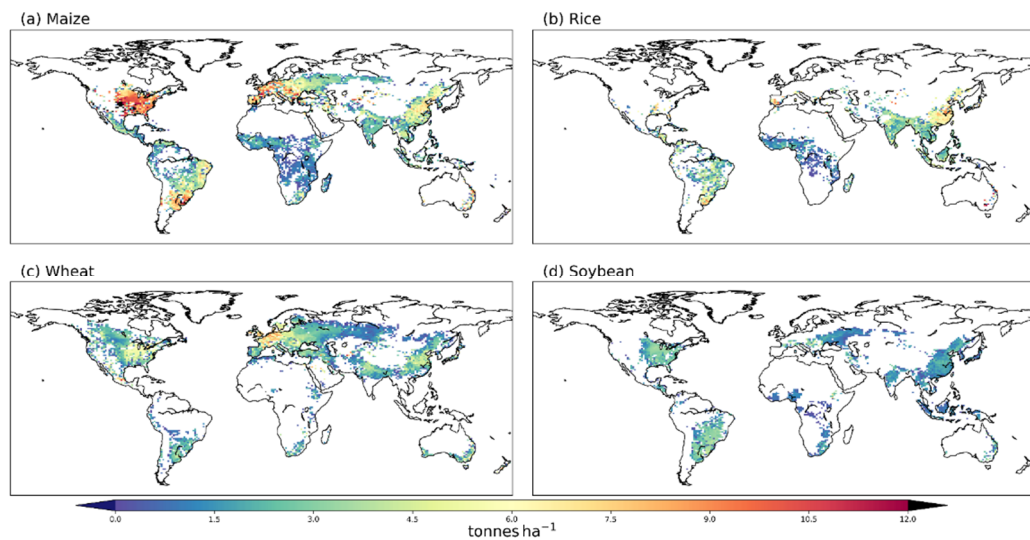 (a) Maize
(b) Rice
(c) Wheat
(d) Soybean
0.0 1.5 3.0 4.5 6.0 7.5 9.0 10.5 12.0
tonnes ha⁻¹